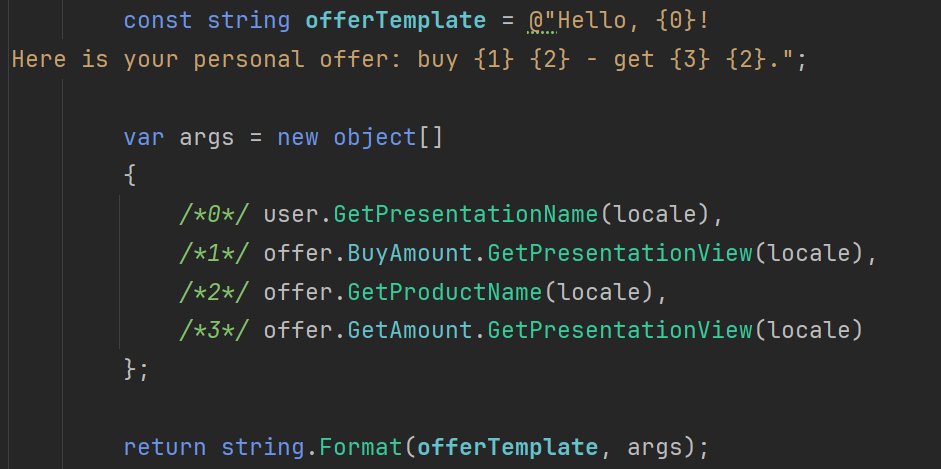 const string offerTemplate = @"Hello, {0}!
Here is your personal offer: buy {1} {2} - get {3} {2}.";
var args = new object[]
{
/*0*/ user.GetPresentationName(locale),
/*1*/ offer.BuyAmount.GetPresentationView(locale),
/*2*/ offer.GetProductName(locale),
/*3*/ offer.GetAmount.GetPresentationView(locale)
};
return string.Format(offerTemplate, args);